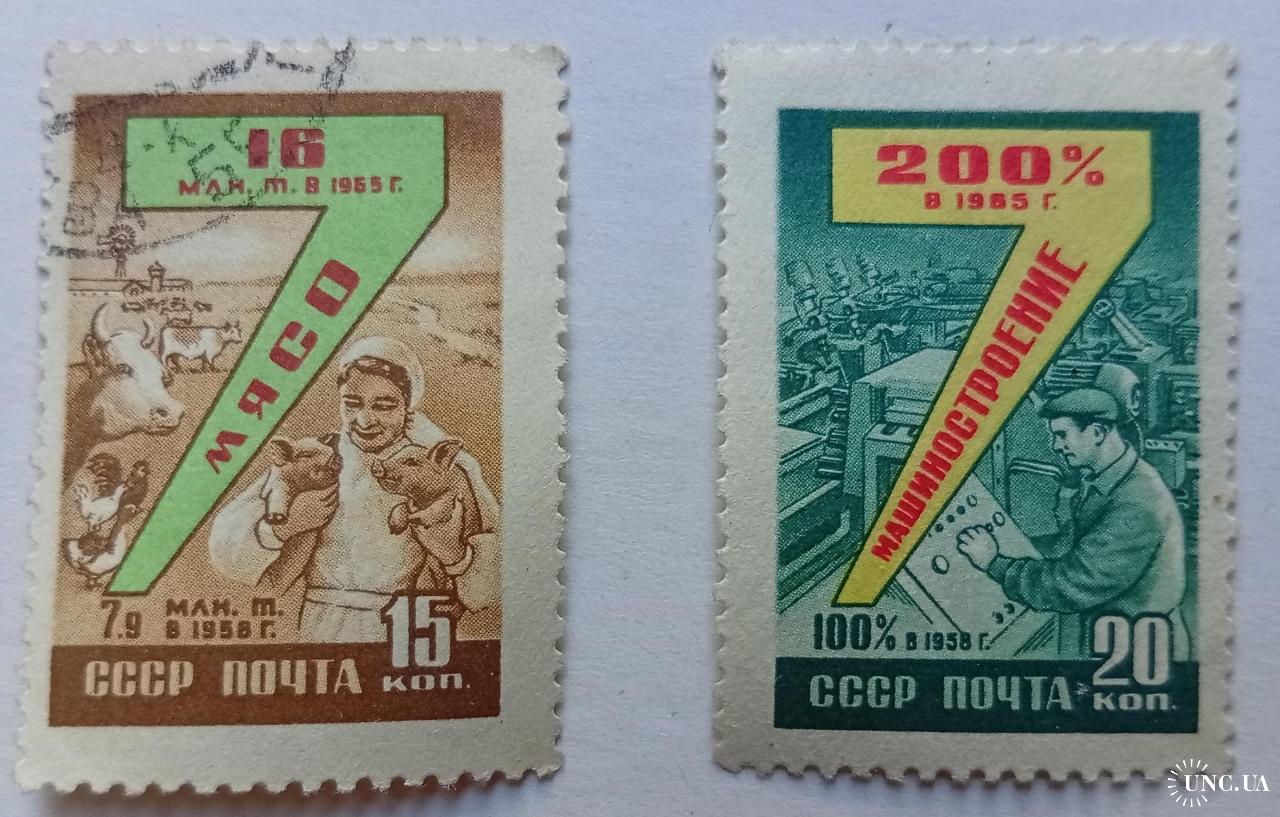 16
МЛН. Т. В 1965 Г.
МЯСО
7.9 МЛН. Т.
В 1958 Г.
15
КОП.
СССР ПОЧТА
200%
В 1965 Г.
МАШИНОСТРОЕНИЕ
100% В 1958 Г.
20
КОП.
СССР ПОЧТА
UNC.UA